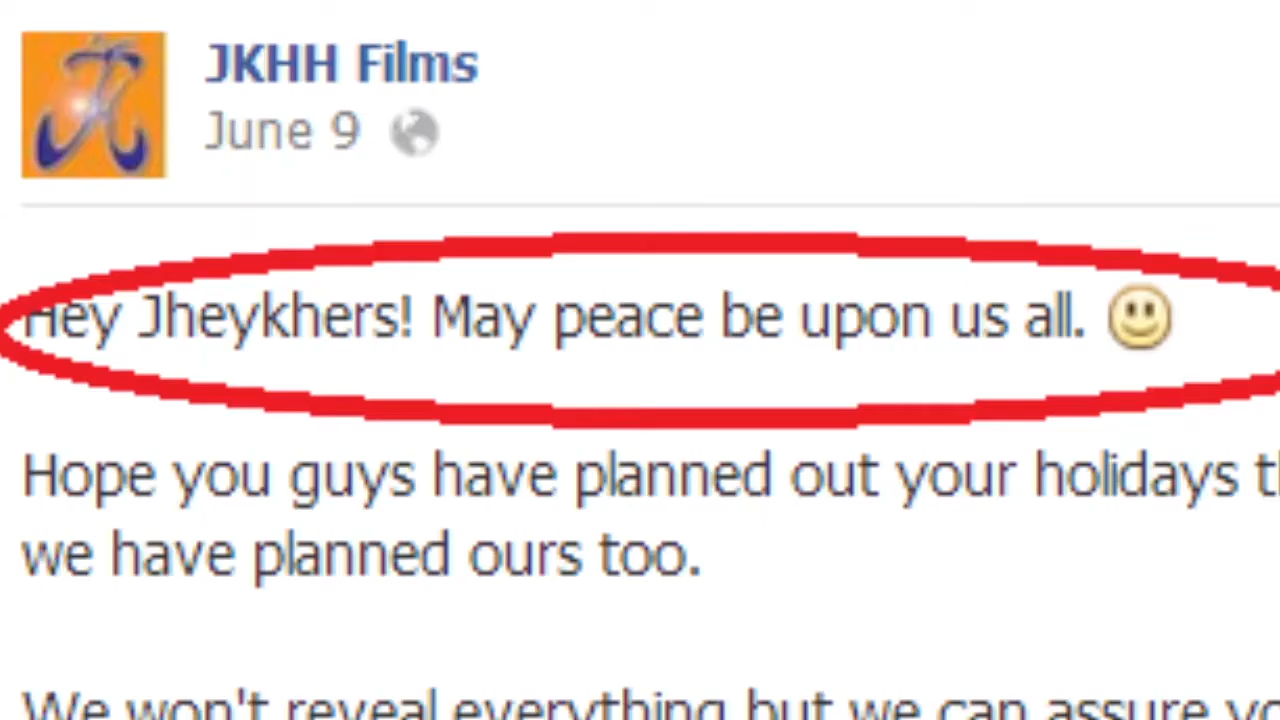 JKHH Films
June 9
Hey Jheykhers! May peace be upon us all.
Hope you guys have planned out your holidays
we have planned ours too.
We won't reveal everything but we can assure